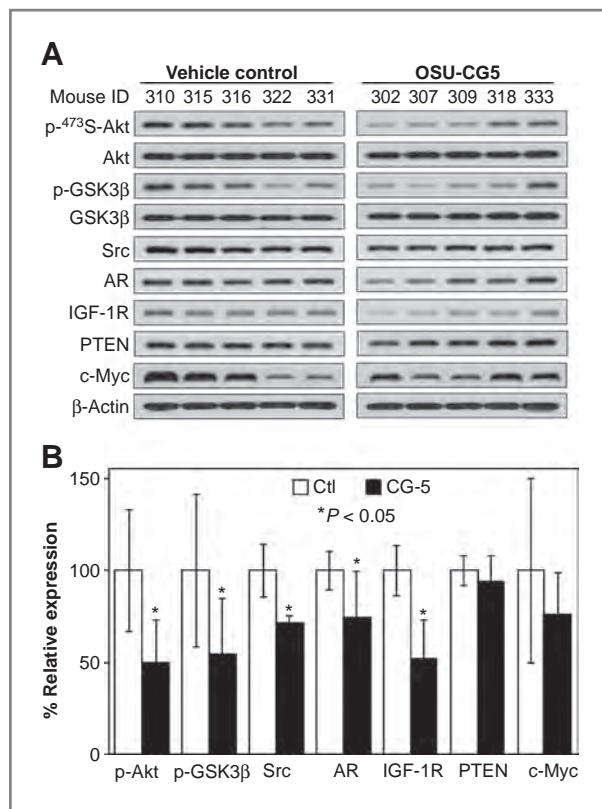 A
Vehicle control OSU-CG5
Mouse ID 310 315 316 322 331 302 307 309 318 333
p-⁴⁷³S-Akt
Akt
p-GSK3β
GSK3β
Src
AR
IGF-1R
PTEN
c-Myc
β-Actin
B
150
Ctl CG-5
*P < 0.05
100
* * * * *
50
0
% Relative expression
p-Akt p-GSK3β Src AR IGF-1R PTEN c-Myc